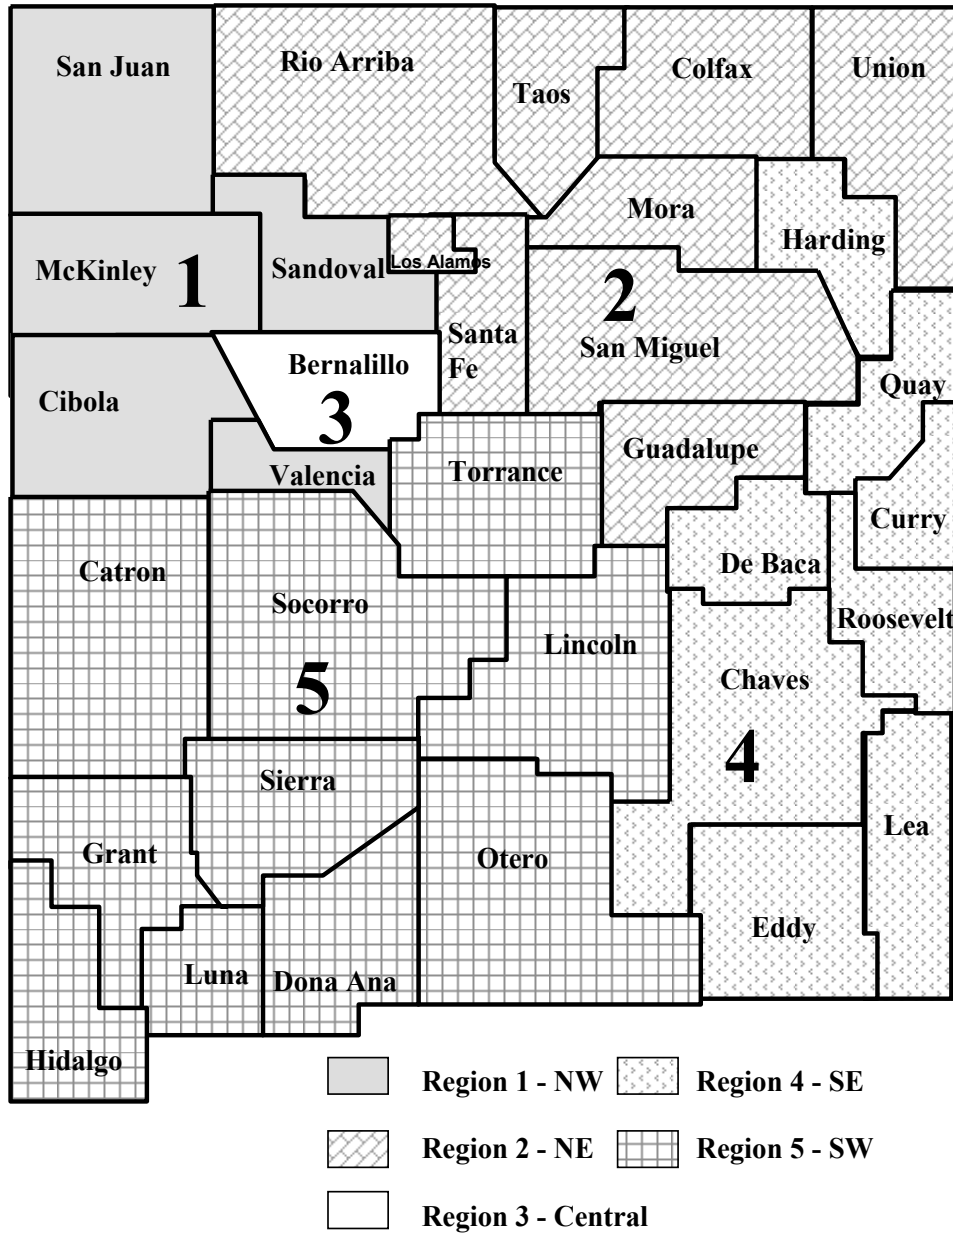 San Juan
Rio Arriba
Taos
Colfax
Union
Mora
Harding
McKinley
1
Sandoval
Los Alamos
2
Santa
Fe
San Miguel
Bernalillo
3
Quay
Cibola
Valencia
Torrance
Guadalupe
Curry
Catron
Socorro
De Baca
Roosevelt
Lincoln
5
Chaves
4
Sierra
Grant
Otero
Lea
Luna
Dona Ana
Eddy
Hidalgo
Region 1 - NW
Region 4 - SE
Region 2 - NE
Region 5 - SW
Region 3 - Central